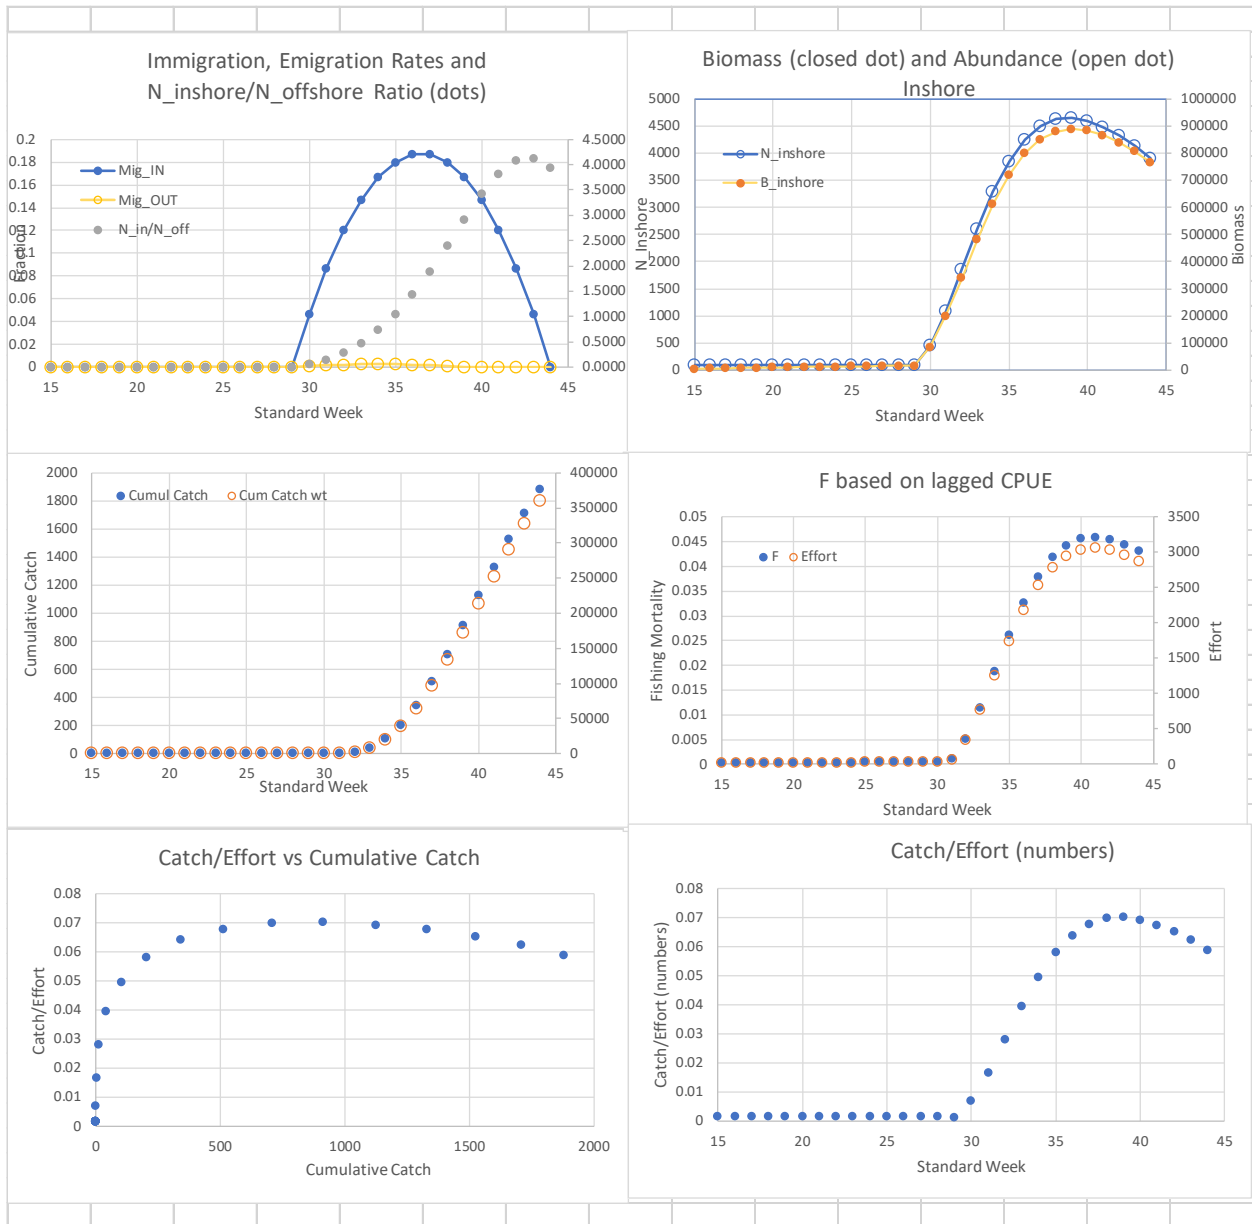 Immigration, Emigration Rates and
N_inshore/N_offshore Ratio (dots)
0.2
0.18
0.16
0.14
0.12
0.1
0.08
0.06
0.04
0.02
0
Fraction
4.5000
4.0000
3.5000
3.0000
2.5000
2.0000
1.5000
1.0000
0.5000
0.0000
Mig_IN
Mig_OUT
N_in/N_off
15 20 25 30 35 40 45
Standard Week
Biomass (closed dot) and Abundance (open dot)
Inshore
5000
4500
4000
3500
3000
2500
2000
1500
1000
500
0
N_Inshore
1000000
900000
800000
700000
600000
500000
400000
300000
200000
100000
0
Biomass
N_inshore
B_inshore
15 20 25 30 35 40 45
Standard Week
2000
1800
1600
1400
1200
1000
800
600
400
200
0
Cumulative Catch
400000
350000
300000
250000
200000
150000
100000
50000
0
Cumul Catch Cum Catch wt
15 20 25 30 35 40 45
Standard Week
F based on lagged CPUE
0.05
0.045
0.04
0.035
0.03
0.025
0.02
0.015
0.01
0.005
0
Fishing Mortality
3500
3000
2500
2000
1500
1000
500
0
Effort
F Effort
15 20 25 30 35 40 45
Standard Week
Catch/Effort vs Cumulative Catch
0.08
0.07
0.06
0.05
0.04
0.03
0.02
0.01
0
Catch/Effort
0 500 1000 1500 2000
Cumulative Catch
Catch/Effort (numbers)
0.08
0.07
0.06
0.05
0.04
0.03
0.02
0.01
0
Catch/Effort (numbers)
15 20 25 30 35 40 45
Standard Week